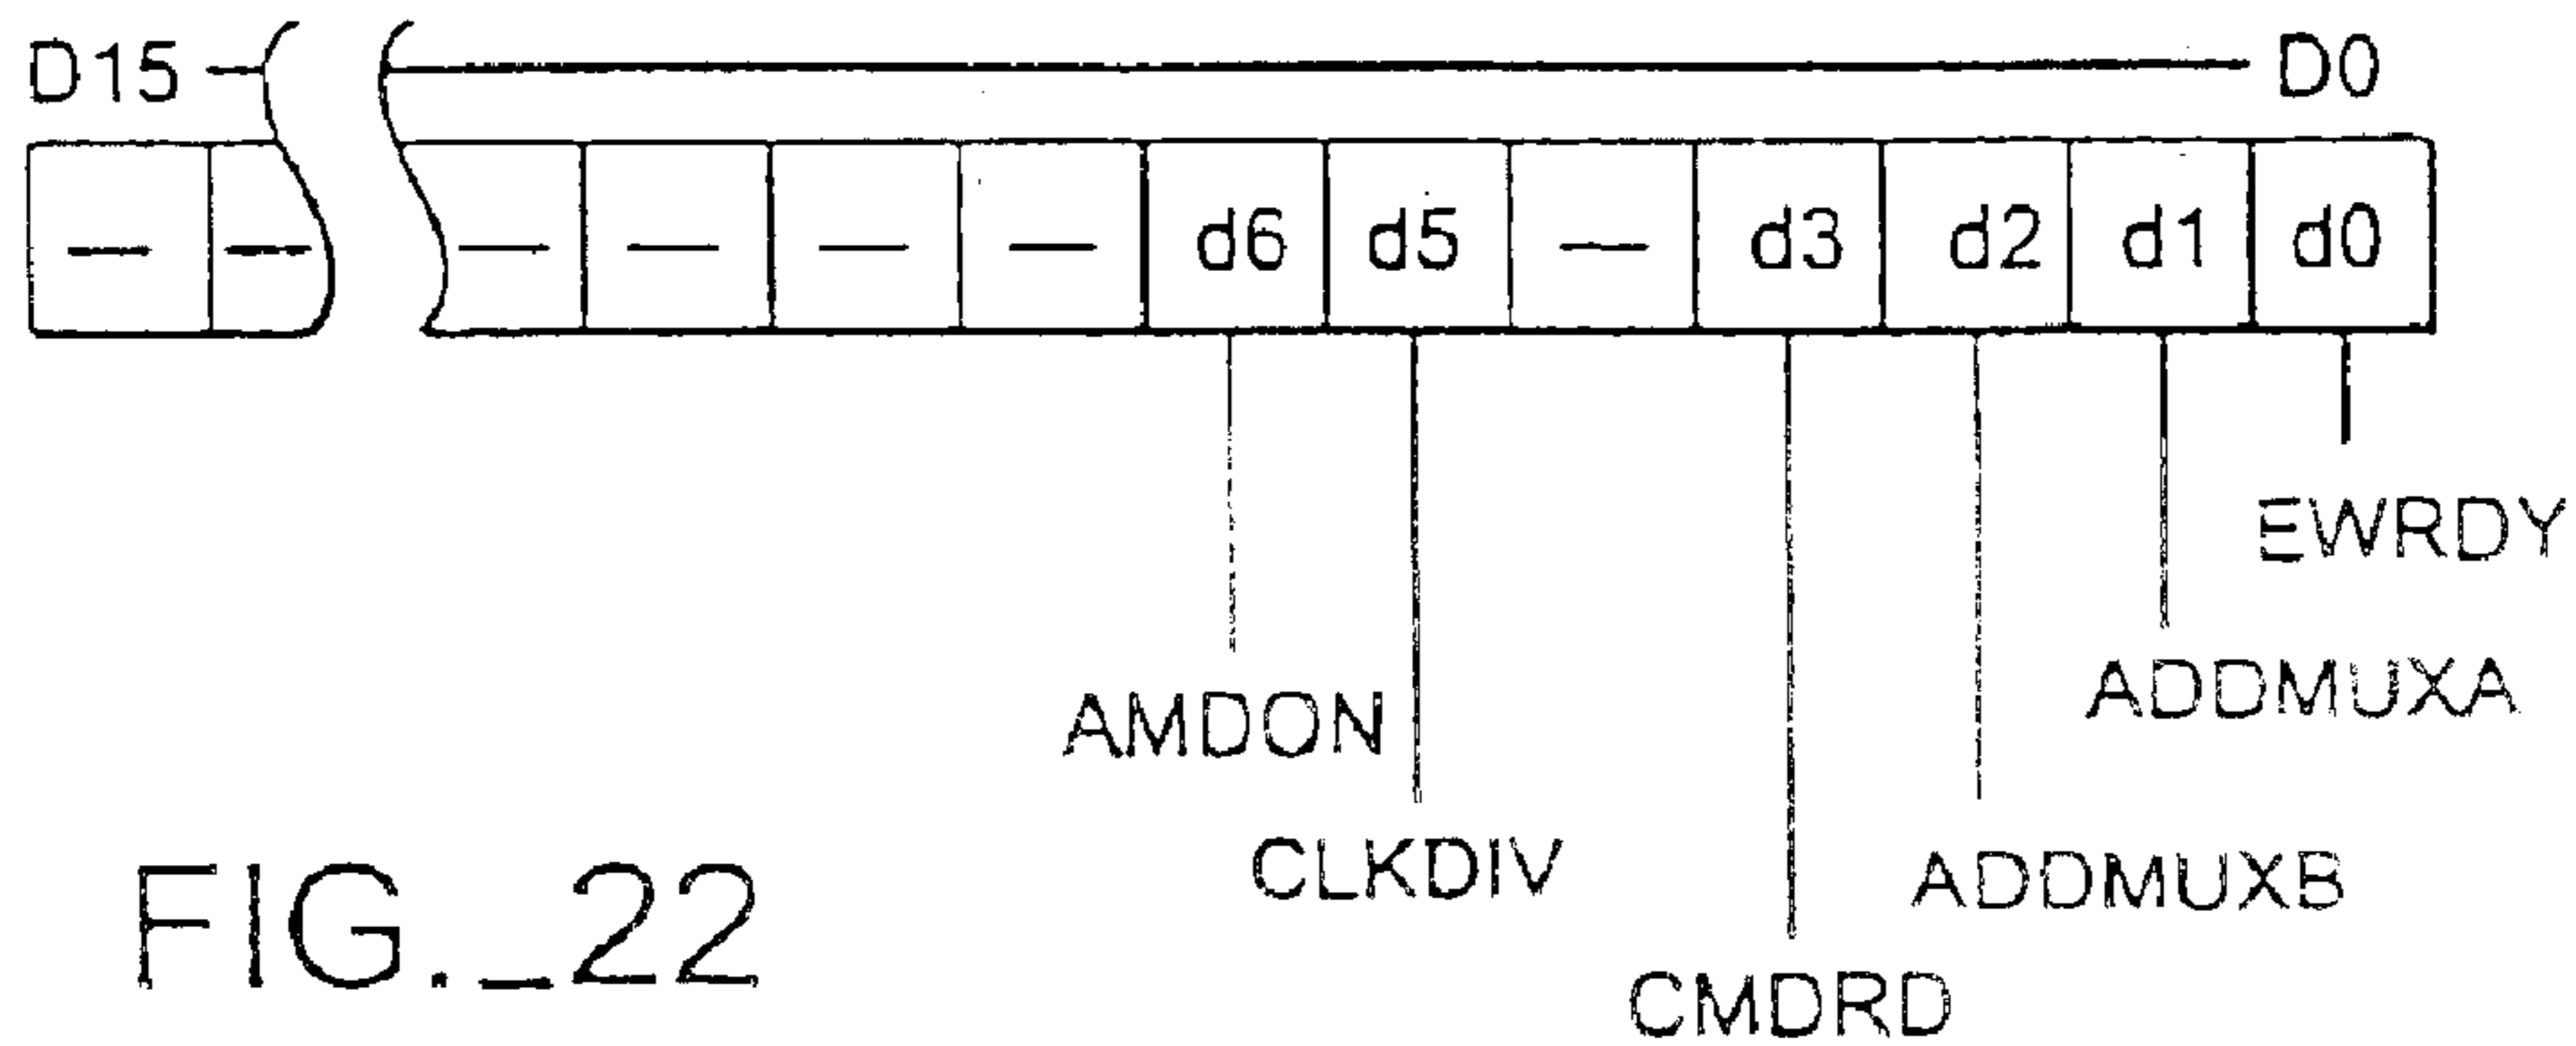 D15 D0
— — — — — — d6 d5 — d3 d2 d1 d0
EWRDY
ADDMUXA
AMDON
CLKDIV
ADDMUXB
CMDRD
FIG._22